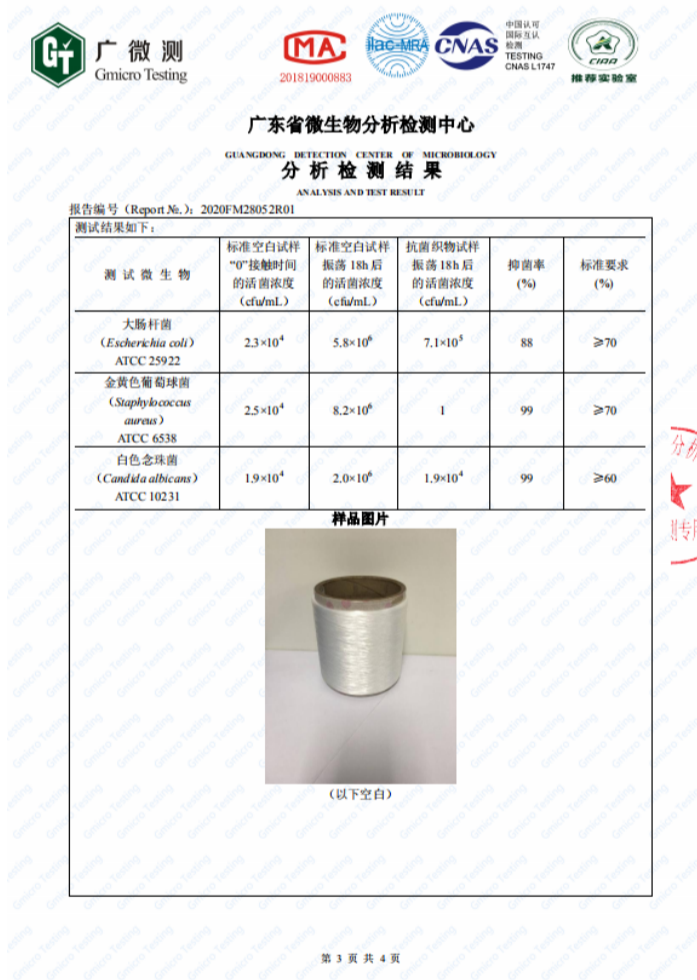 广微测
Gmicro Testing
MA
201819000883
ilac-MRA
CNAS
中国认可
国际互认
检测
TESTING
CNAS L1747
CIAA
推荐实验室
广东省微生物分析检测中心
GUANGDONG DETECTION CENTER OF MICROBIOLOGY
分析检测结果
ANALYSIS AND TEST RESULT
报告编号（Report №.）：2020FM28052R01
测试结果如下：
测试微生物
标准空白试样
“0”接触时间
的活菌浓度
（cfu/mL）
标准空白试样
振荡 18h 后
的活菌浓度
（cfu/mL）
抗菌织物试样
振荡 18h 后
的活菌浓度
（cfu/mL）
抑菌率
(%)
标准要求
(%)
大肠杆菌
（Escherichia coli）
ATCC 25922
2.3×10⁴
5.8×10⁶
7.1×10⁵
88
≥70
金黄色葡萄球菌
（Staphylococcus
aureus）
ATCC 6538
2.5×10⁴
8.2×10⁶
1
99
≥70
白色念珠菌
（Candida albicans）
ATCC 10231
1.9×10⁴
2.0×10⁶
1.9×10⁴
99
≥60
样品图片
（以下空白）
分析
测专用
第 3 页 共 4 页